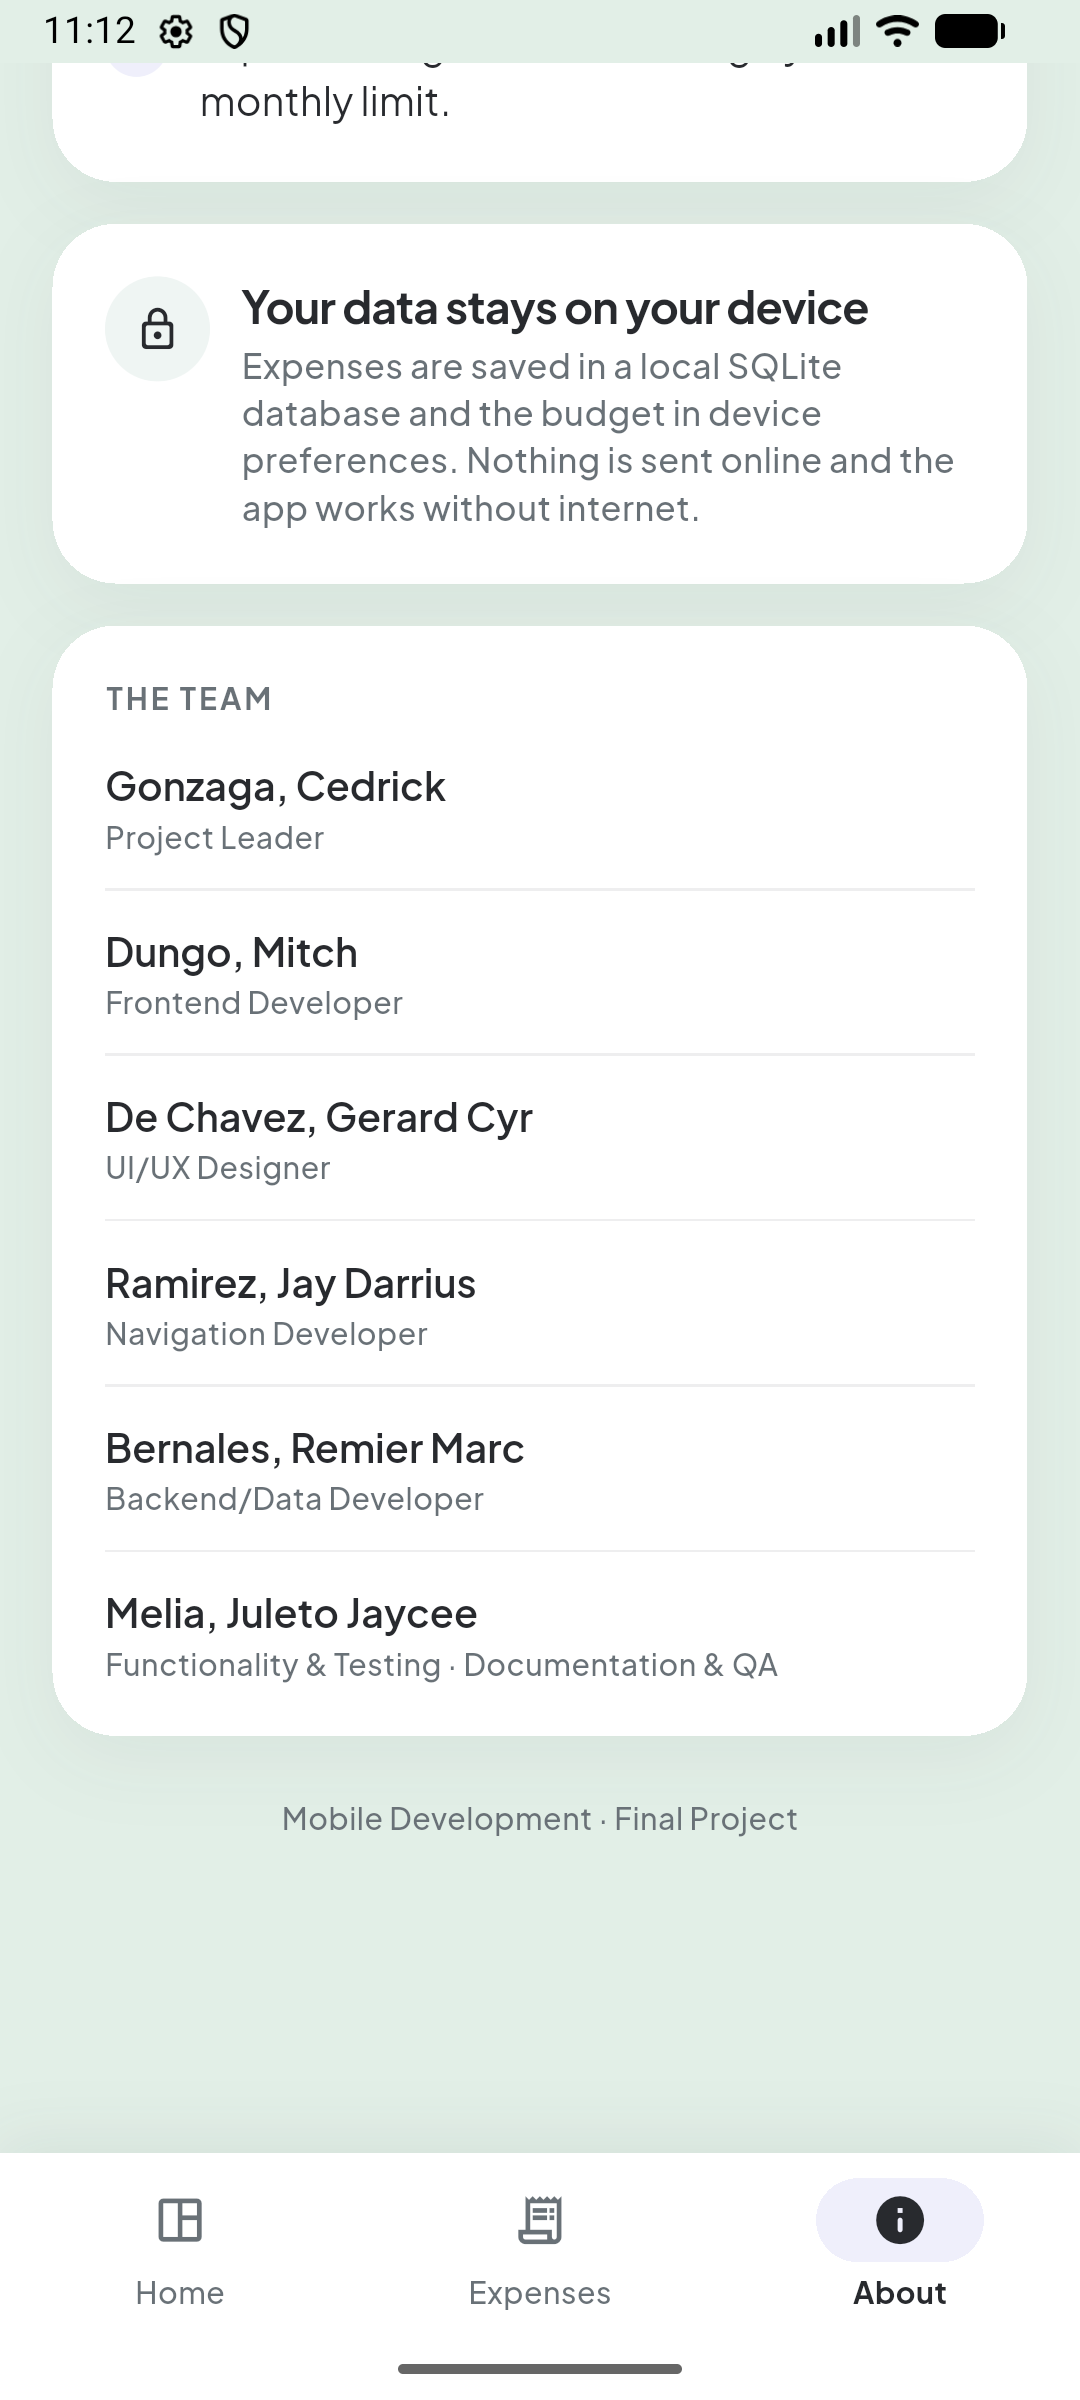 11:12
monthly limit.
Your data stays on your device
Expenses are saved in a local SQLite
database and the budget in device
preferences. Nothing is sent online and the
app works without internet.
THE TEAM
Gonzaga, Cedrick
Project Leader
Dungo, Mitch
Frontend Developer
De Chavez, Gerard Cyr
UI/UX Designer
Ramirez, Jay Darrius
Navigation Developer
Bernales, Remier Marc
Backend/Data Developer
Melia, Juleto Jaycee
Functionality & Testing · Documentation & QA
Mobile Development · Final Project
Home
Expenses
About